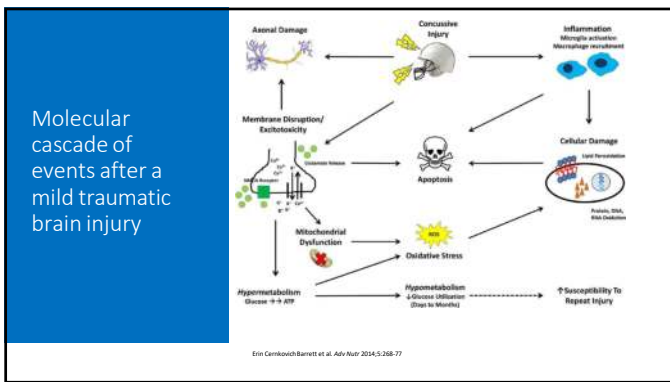 Molecular
cascade of
events after a
mild traumatic
brain injury
Axonal Damage
Concussive
Injury
Inflammation
Microglia activation
Macrophage recruitment
Membrane Disruption/
Excitotoxicity
Glutamate Release
NMDA Receptor
Apoptosis
Cellular Damage
Lipid Peroxidation
Protein, DNA,
RNA Oxidation
Mitochondrial
Dysfunction
ROS
Oxidative Stress
Hypermetabolism
Glucose →→ ATP
Hypometabolism
↓Glucose Utilization
(Days to Months)
↑Susceptibility To
Repeat Injury
Erin Cernkovich Barrett et al. Adv Nutr 2014;5:268-77